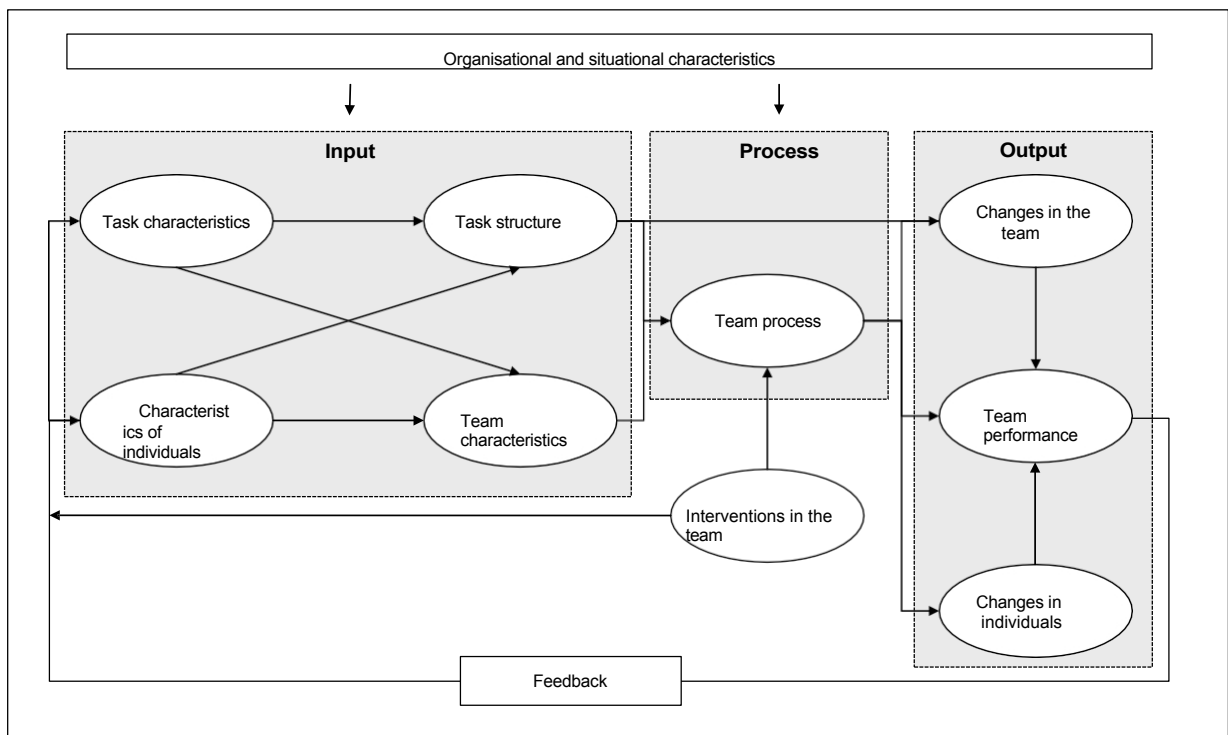 Organisational and situational characteristics
Input
Process
Output
Task characteristics
Task structure
Changes in the
team
Team process
Characterist
ics of
individuals
Team
characteristics
Team
performance
Interventions in the
team
Changes in
individuals
Feedback